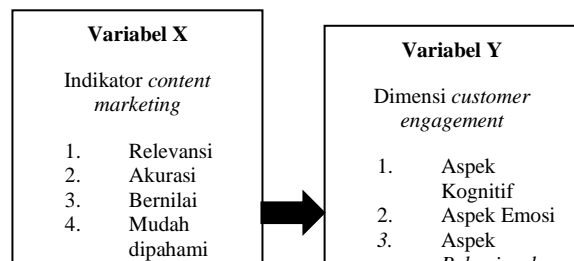 Variabel X
Indikator content
marketing
1. Relevansi
2. Akurasi
3. Bernilai
4. Mudah
dipahami
Variabel Y
Dimensi customer
engagement
1. Aspek
Kognitif
2. Aspek Emosi
3. Aspek